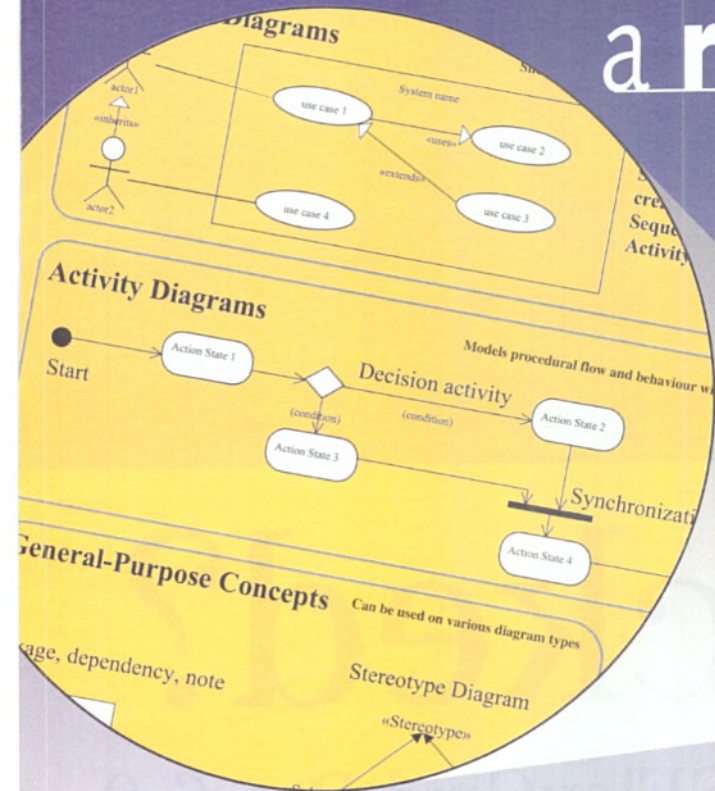 Diagrams
a
actor1
«inherits»
actor2
System name
use case 1
«uses»
use case 2
«extends»
use case 3
use case 4
cre
Seque
Activity
Activity Diagrams
Models procedural flow and behaviour wi
Start
Action State 1
Decision activity
(condition)
(condition)
Action State 2
Action State 3
Synchronizati
Action State 4
General-Purpose Concepts
Can be used on various diagram types
age, dependency, note
Stereotype Diagram
«Stereotype»